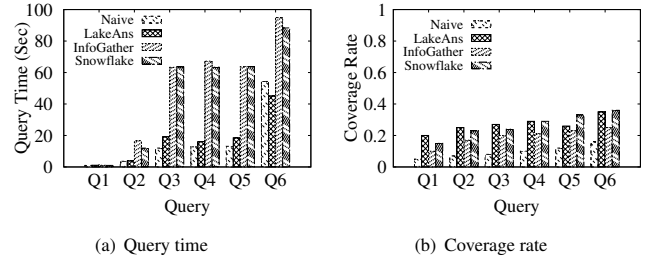 100
80
60
40
20
0
Query Time (Sec)
Naive
LakeAns
InfoGather
Snowflake
Q1 Q2 Q3 Q4 Q5 Q6
Query
(a) Query time
1
0.8
0.6
0.4
0.2
0
Coverage Rate
Naive
LakeAns
InfoGather
Snowflake
Q1 Q2 Q3 Q4 Q5 Q6
Query
(b) Coverage rate